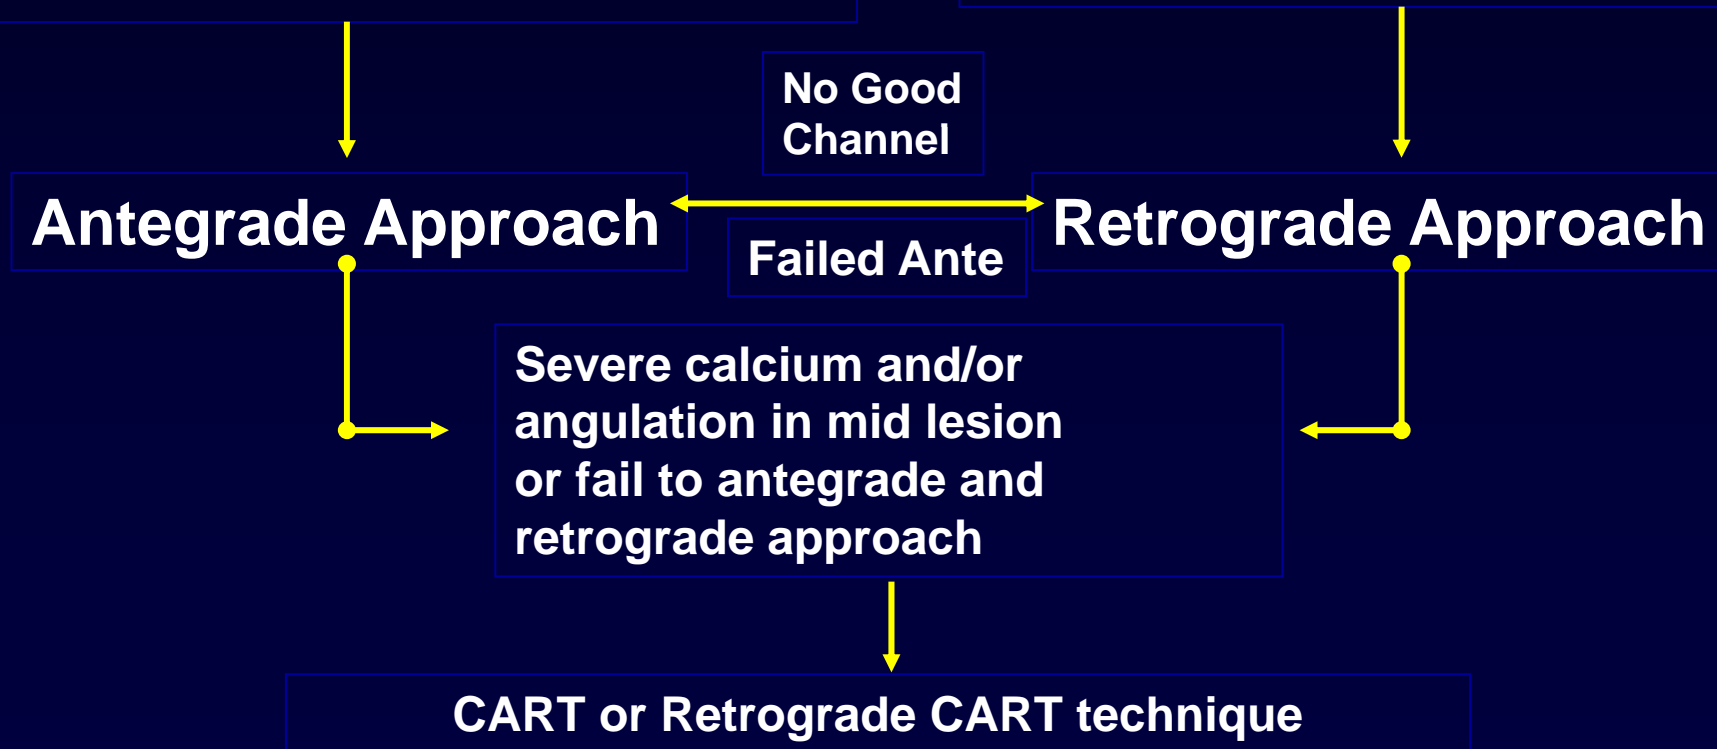 No Good
Channel
Antegrade Approach
Retrograde Approach
Failed Ante
Severe calcium and/or
angulation in mid lesion
or fail to antegrade and
retrograde approach
CART or Retrograde CART technique